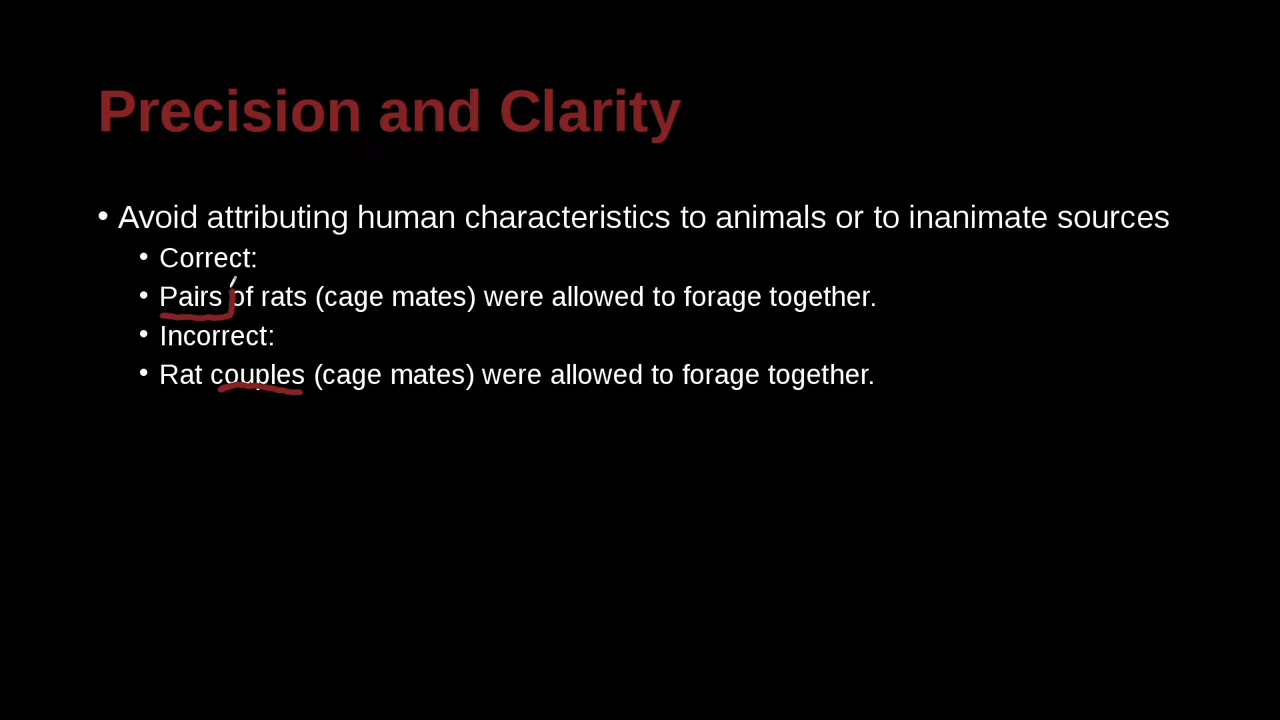 Precision and Clarity
• Avoid attributing human characteristics to animals or to inanimate sources
• Correct:
• Pairs of rats (cage mates) were allowed to forage together.
• Incorrect:
• Rat couples (cage mates) were allowed to forage together.